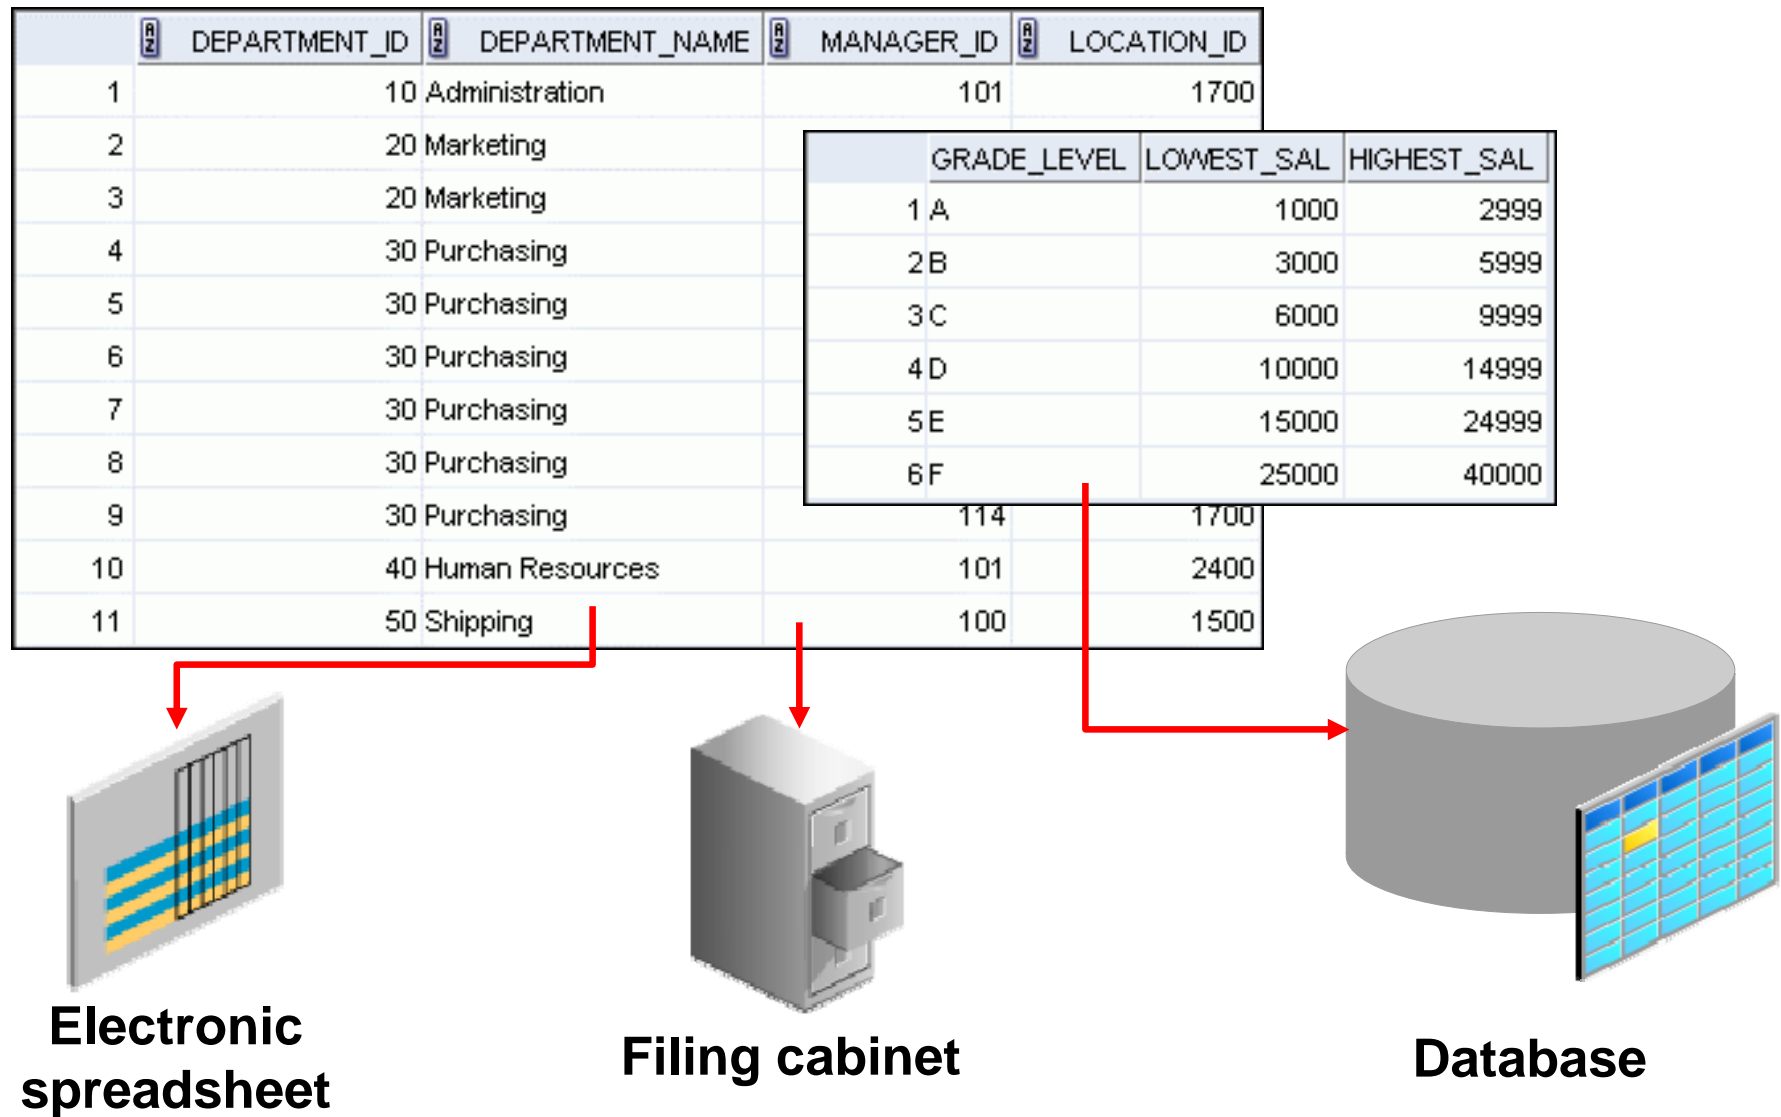 DEPARTMENT_ID DEPARTMENT_NAME MANAGER_ID LOCATION_ID
1 10 Administration 101 1700
2 20 Marketing
3 20 Marketing
4 30 Purchasing
5 30 Purchasing
6 30 Purchasing
7 30 Purchasing
8 30 Purchasing
9 30 Purchasing 114 1700
10 40 Human Resources 101 2400
11 50 Shipping 100 1500
GRADE_LEVEL LOWEST_SAL HIGHEST_SAL
1 A 1000 2999
2 B 3000 5999
3 C 6000 9999
4 D 10000 14999
5 E 15000 24999
6 F 25000 40000
Electronic
spreadsheet
Filing cabinet
Database